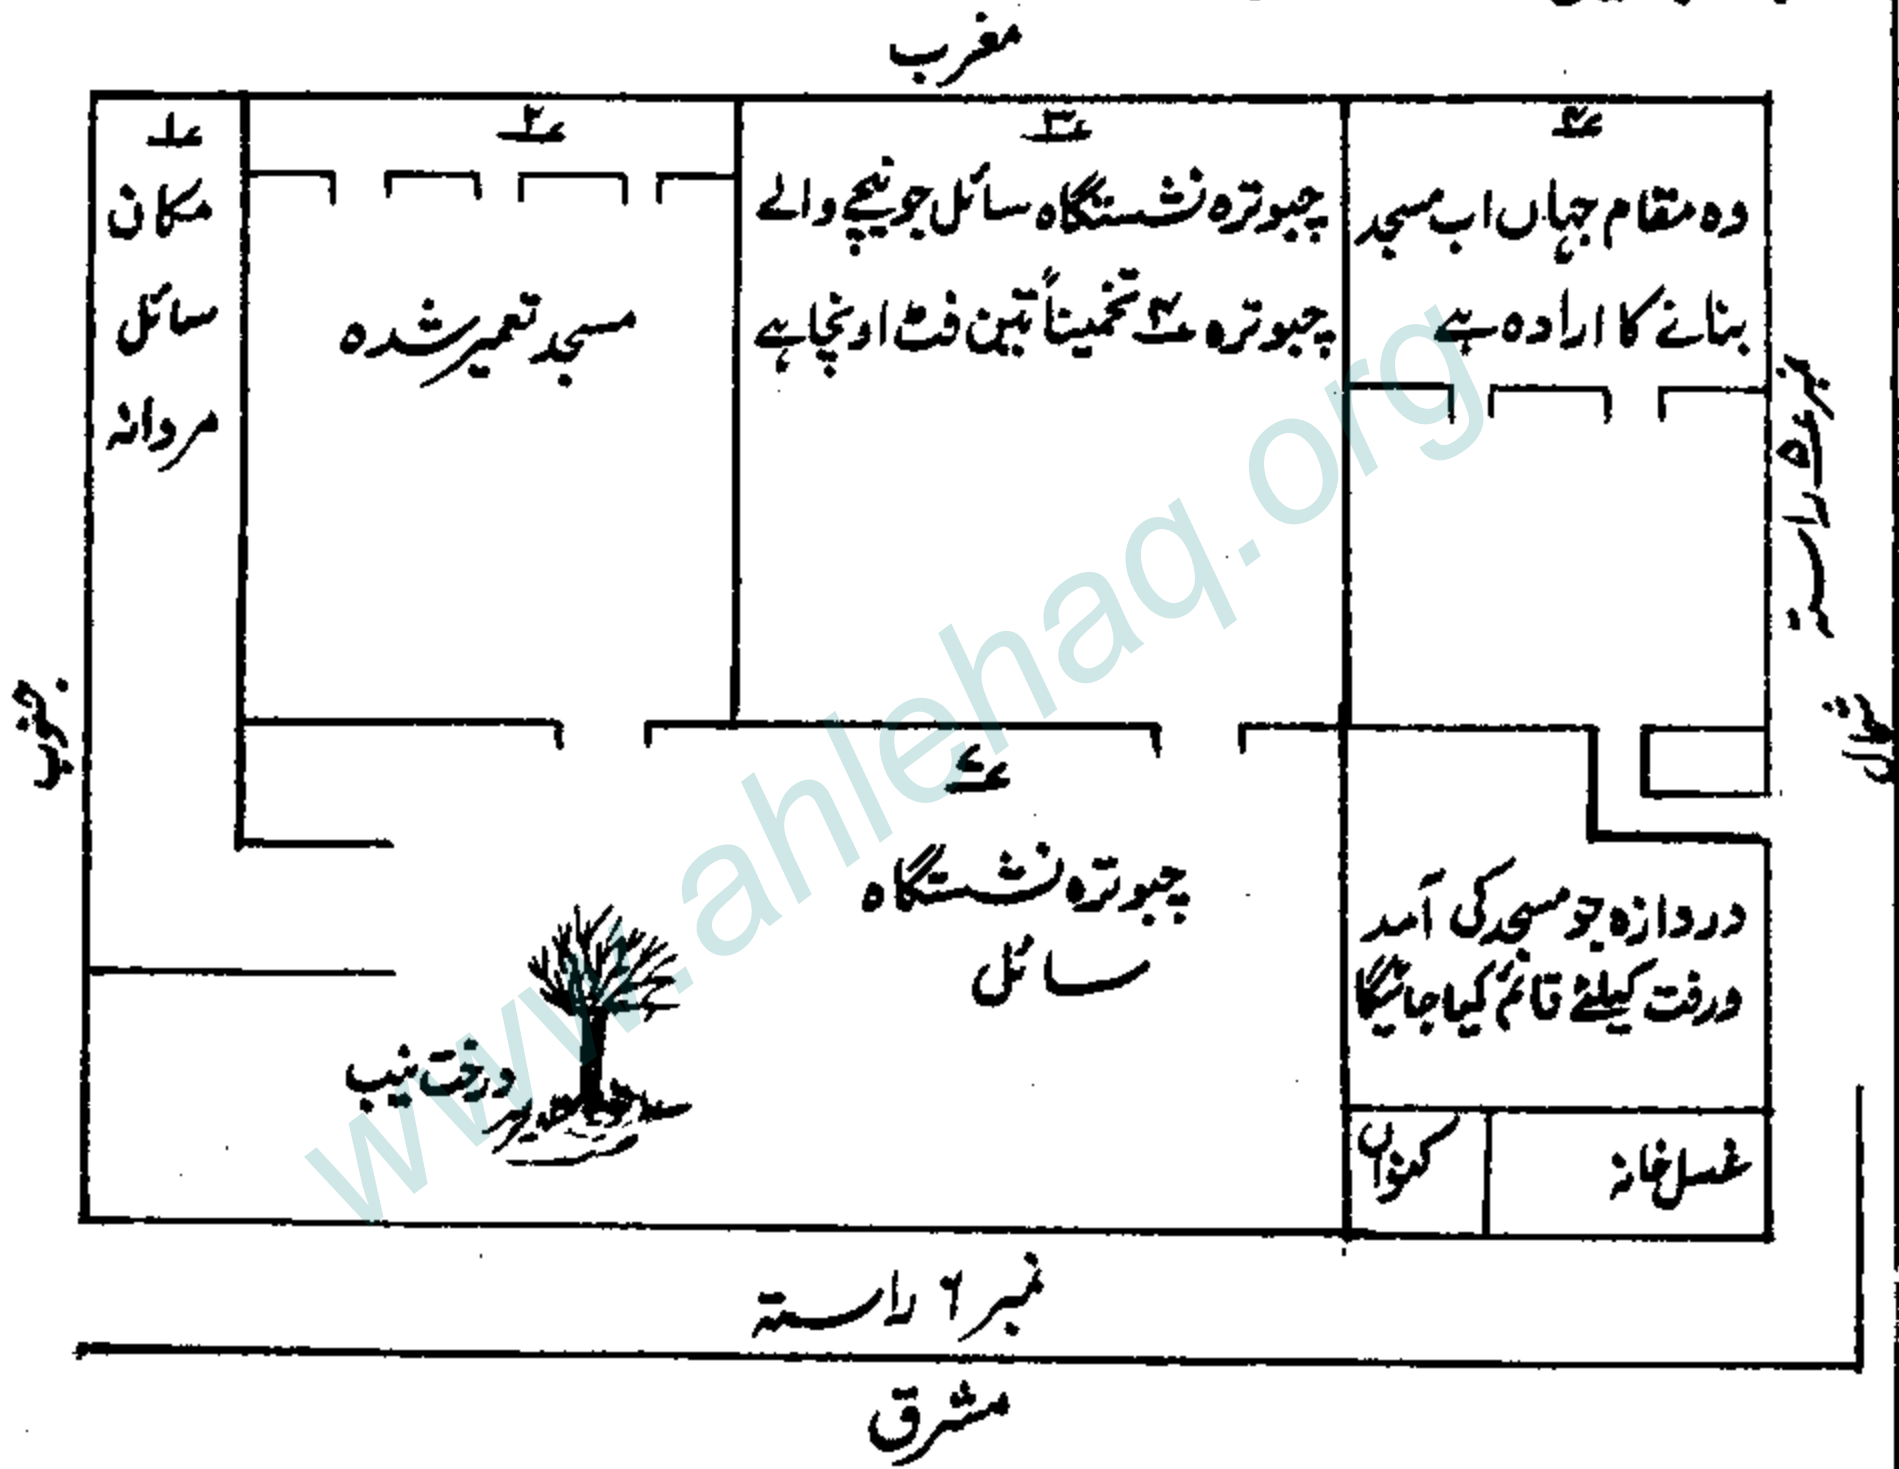 مغرب
؁۱
مکان
سائل
مردانہ
؁۲
مسجد تعمیر شدہ
؁۳
چبوترہ نشستگاہ سائل جو نیچے والے
چبوترہ تخمیناً تین فٹ اونچا ہے
؁۴
وہ مقام جہاں اب مسجد
بنانے کا ارادہ ہے
نمبر ۵ راستہ
شمال
جنوب
؁۷
چبوترہ نشستگاہ
سائل
درخت نیب
دروازہ جو مسجد کی آمد
ورفت کیلئے قائم کیا جائیگا
کنواں
غسل خانہ
نمبر ۶ راستہ
مشرق
www.ahlehaq.org